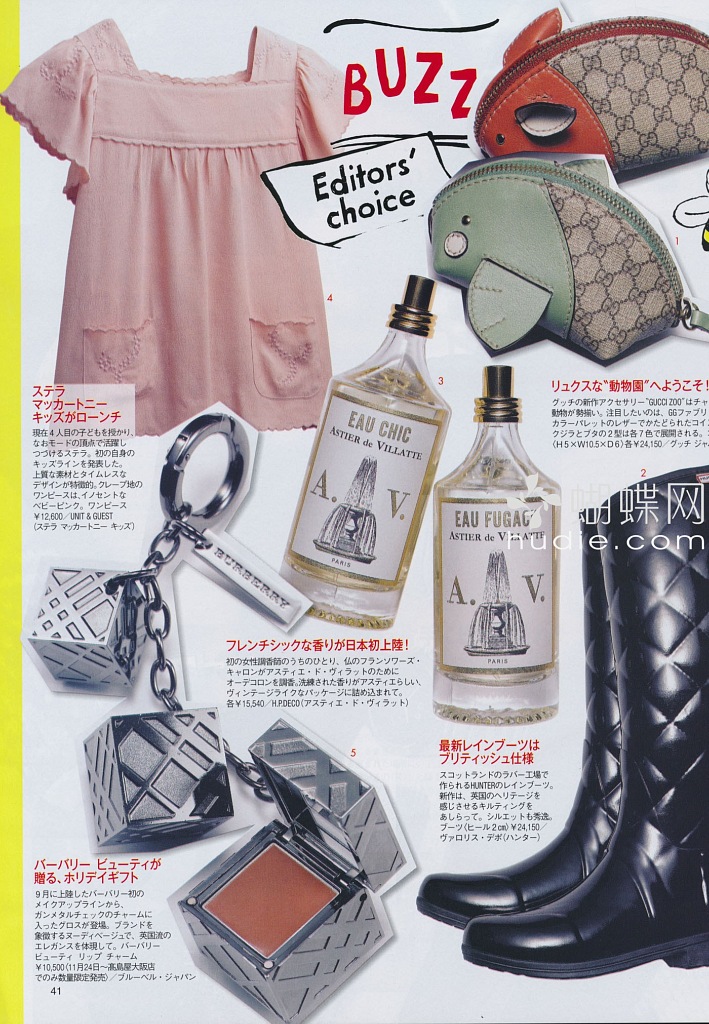 BUZZ
Editors'
choice
1
4
3
2
5
リュクスな“動物園”へようこそ！
グッチの新作アクセサリー“GUCCI ZOO”はチャ
動物が勢揃い。注目したいのは、GGファブリ
カラーパレットのレザーでかたどられたコイ
クジラとブタの2型は各7色で展開される。
(H5×W10.5×D6)各¥24,150／グッチ ジャ
ステラ
マッカートニー
キッズがローンチ
現在4人目の子どもを授かり、
なおモードの頂点で活躍し
つづけるステラ。初の自身の
キッズラインを発表した。
上質な素材とタイムレスな
デザインが特徴的。クレープ地の
ワンピースは、イノセントな
ベビーピンク。ワンピース
¥12,600／UNIT & GUEST
(ステラ マッカートニー キッズ)
EAU CHIC
ASTIER de VILLATTE
A. V.
PARIS
EAU FUGACE
ASTIER de VILLATTE
A. V.
PARIS
蝴蝶网
hudie.com
BURBERRY
フレンチシックな香りが日本初上陸！
初の女性調香師のうちのひとり、仏のフランソワーズ・
キャロンがアスティエ・ド・ヴィラットのために
オーデコロンを調香。洗練された香りがアスティエらしい、
ヴィンテージライクなパッケージに詰め込まれて。
各¥15,540／H.P.DECO(アスティエ・ド・ヴィラット)
最新レインブーツは
ブリティッシュ仕様
スコットランドのラバー工場で
作られるHUNTERのレインブーツ。
新作は、英国のヘリテージを
感じさせるキルティングを
あしらって。シルエットも秀逸。
ブーツ(ヒール2cm)¥24,150／
ヴァロリス・デポ(ハンター)
バーバリー ビューティが
贈る、ホリデイギフト
9月に上陸したバーバリー初の
メイクアップラインから、
ガンメタルチェックのチャームに
入ったグロスが登場。ブランドを
象徴するヌーディベージュで、英国流の
エレガンスを体現して。バーバリー
ビューティ リップ チャーム
¥10,500(11月24日〜髙島屋大阪店
でのみ数量限定発売)／ブルーベル・ジャパン
41